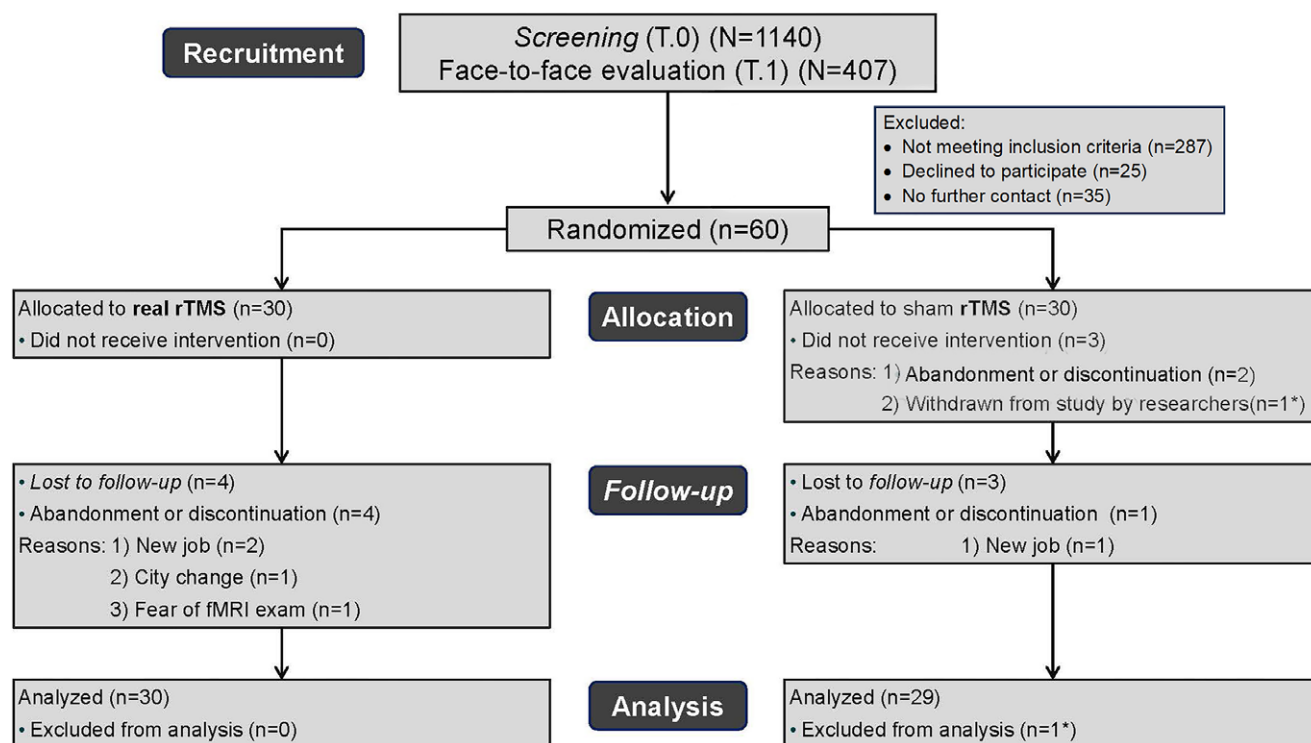 Recruitment
Screening (T.0) (N=1140)
Face-to-face evaluation (T.1) (N=407)
Excluded:
• Not meeting inclusion criteria (n=287)
• Declined to participate (n=25)
• No further contact (n=35)
Randomized (n=60)
Allocation
Allocated to real rTMS (n=30)
• Did not receive intervention (n=0)
Allocated to sham rTMS (n=30)
• Did not receive intervention (n=3)
Reasons: 1) Abandonment or discontinuation (n=2)
2) Withdrawn from study by researchers(n=1*)
Follow-up
• Lost to follow-up (n=4)
• Abandonment or discontinuation (n=4)
Reasons: 1) New job (n=2)
2) City change (n=1)
3) Fear of fMRI exam (n=1)
• Lost to follow-up (n=3)
• Abandonment or discontinuation (n=1)
Reasons: 1) New job (n=1)
Analysis
Analyzed (n=30)
• Excluded from analysis (n=0)
Analyzed (n=29)
• Excluded from analysis (n=1*)